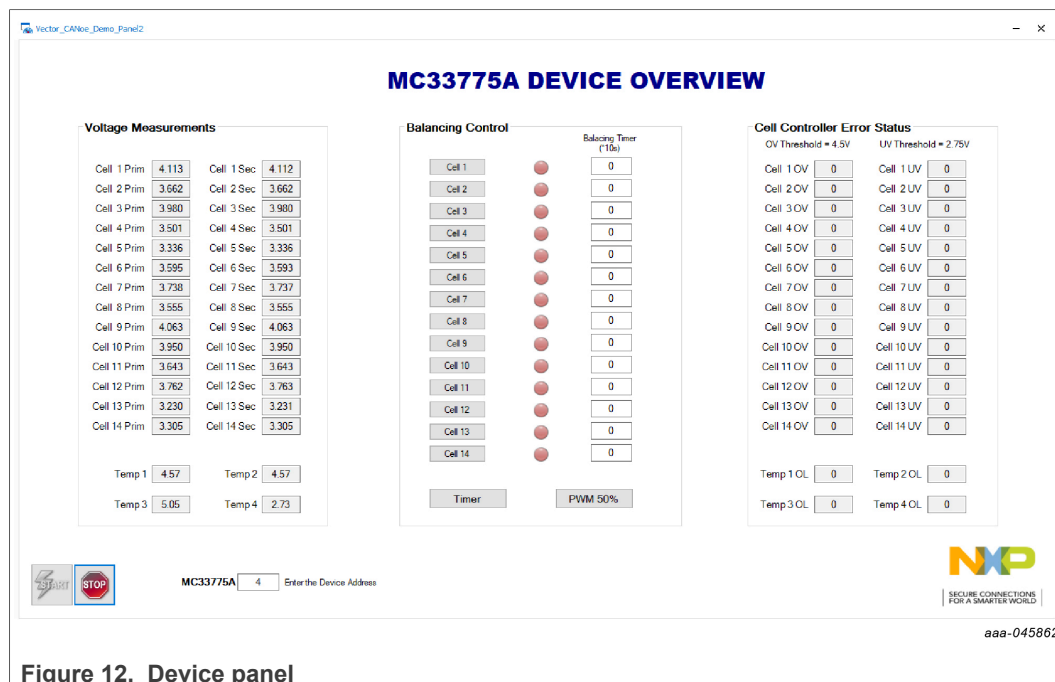 Vector_CANoe_Demo_Panel2
MC33775A DEVICE OVERVIEW
Voltage Measurements
Cell 1 Prim 4.113 Cell 1 Sec 4.112
Cell 2 Prim 3.662 Cell 2 Sec 3.662
Cell 3 Prim 3.980 Cell 3 Sec 3.980
Cell 4 Prim 3.501 Cell 4 Sec 3.501
Cell 5 Prim 3.336 Cell 5 Sec 3.336
Cell 6 Prim 3.595 Cell 6 Sec 3.593
Cell 7 Prim 3.738 Cell 7 Sec 3.737
Cell 8 Prim 3.555 Cell 8 Sec 3.555
Cell 9 Prim 4.063 Cell 9 Sec 4.063
Cell 10 Prim 3.950 Cell 10 Sec 3.950
Cell 11 Prim 3.643 Cell 11 Sec 3.643
Cell 12 Prim 3.762 Cell 12 Sec 3.763
Cell 13 Prim 3.230 Cell 13 Sec 3.231
Cell 14 Prim 3.305 Cell 14 Sec 3.305
Temp 1 4.57 Temp 2 4.57
Temp 3 5.05 Temp 4 2.73
Balancing Control
Balacing Timer
(*10s)
Cell 1 0
Cell 2 0
Cell 3 0
Cell 4 0
Cell 5 0
Cell 6 0
Cell 7 0
Cell 8 0
Cell 9 0
Cell 10 0
Cell 11 0
Cell 12 0
Cell 13 0
Cell 14 0
Timer PWM 50%
Cell Controller Error Status
OV Threshold = 4.5V UV Threshold = 2.75V
Cell 1 OV 0 Cell 1 UV 0
Cell 2 OV 0 Cell 2 UV 0
Cell 3 OV 0 Cell 3 UV 0
Cell 4 OV 0 Cell 4 UV 0
Cell 5 OV 0 Cell 5 UV 0
Cell 6 OV 0 Cell 6 UV 0
Cell 7 OV 0 Cell 7 UV 0
Cell 8 OV 0 Cell 8 UV 0
Cell 9 OV 0 Cell 9 UV 0
Cell 10 OV 0 Cell 10 UV 0
Cell 11 OV 0 Cell 11 UV 0
Cell 12 OV 0 Cell 12 UV 0
Cell 13 OV 0 Cell 13 UV 0
Cell 14 OV 0 Cell 14 UV 0
Temp 1 OL 0 Temp 2 OL 0
Temp 3 OL 0 Temp 4 OL 0
START STOP MC33775A 4 Enter the Device Address
NXP
SECURE CONNECTIONS
FOR A SMARTER WORLD
aaa-045862
Figure 12. Device panel